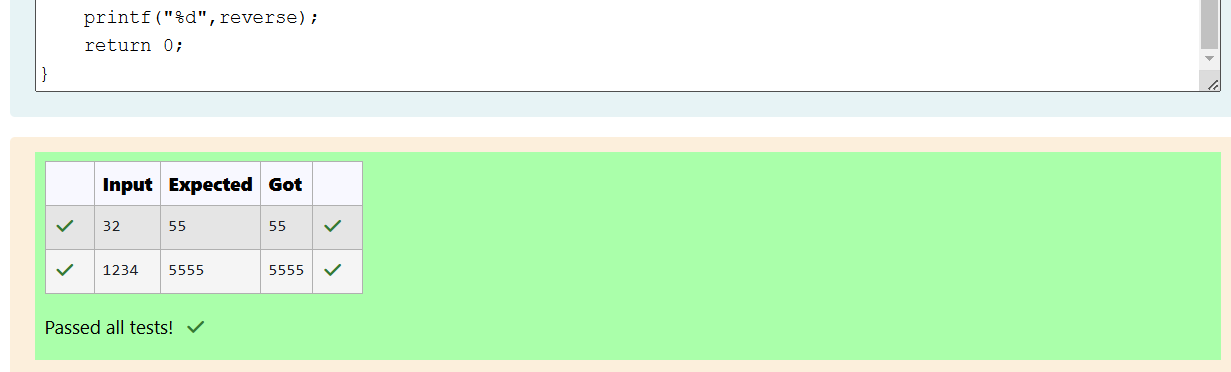 printf("%d",reverse);
return 0;
}
Input Expected Got
32 55 55
1234 5555 5555
Passed all tests!